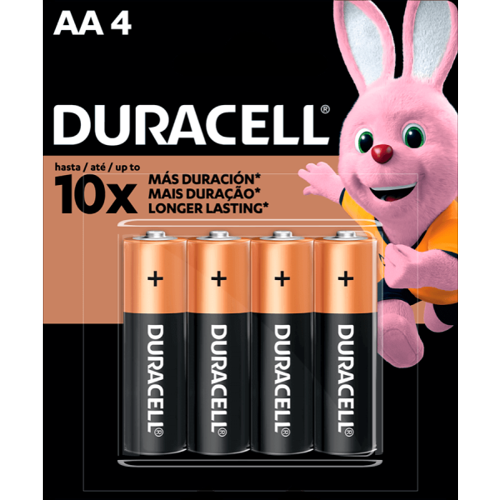 AA 4
DURACELL®
hasta / até / up to
10x
MÁS DURACIÓN*
MAIS DURAÇÃO*
LONGER LASTING*
+ + + +
DURACELL®
DURACELL®
DURACELL®
DURACELL®